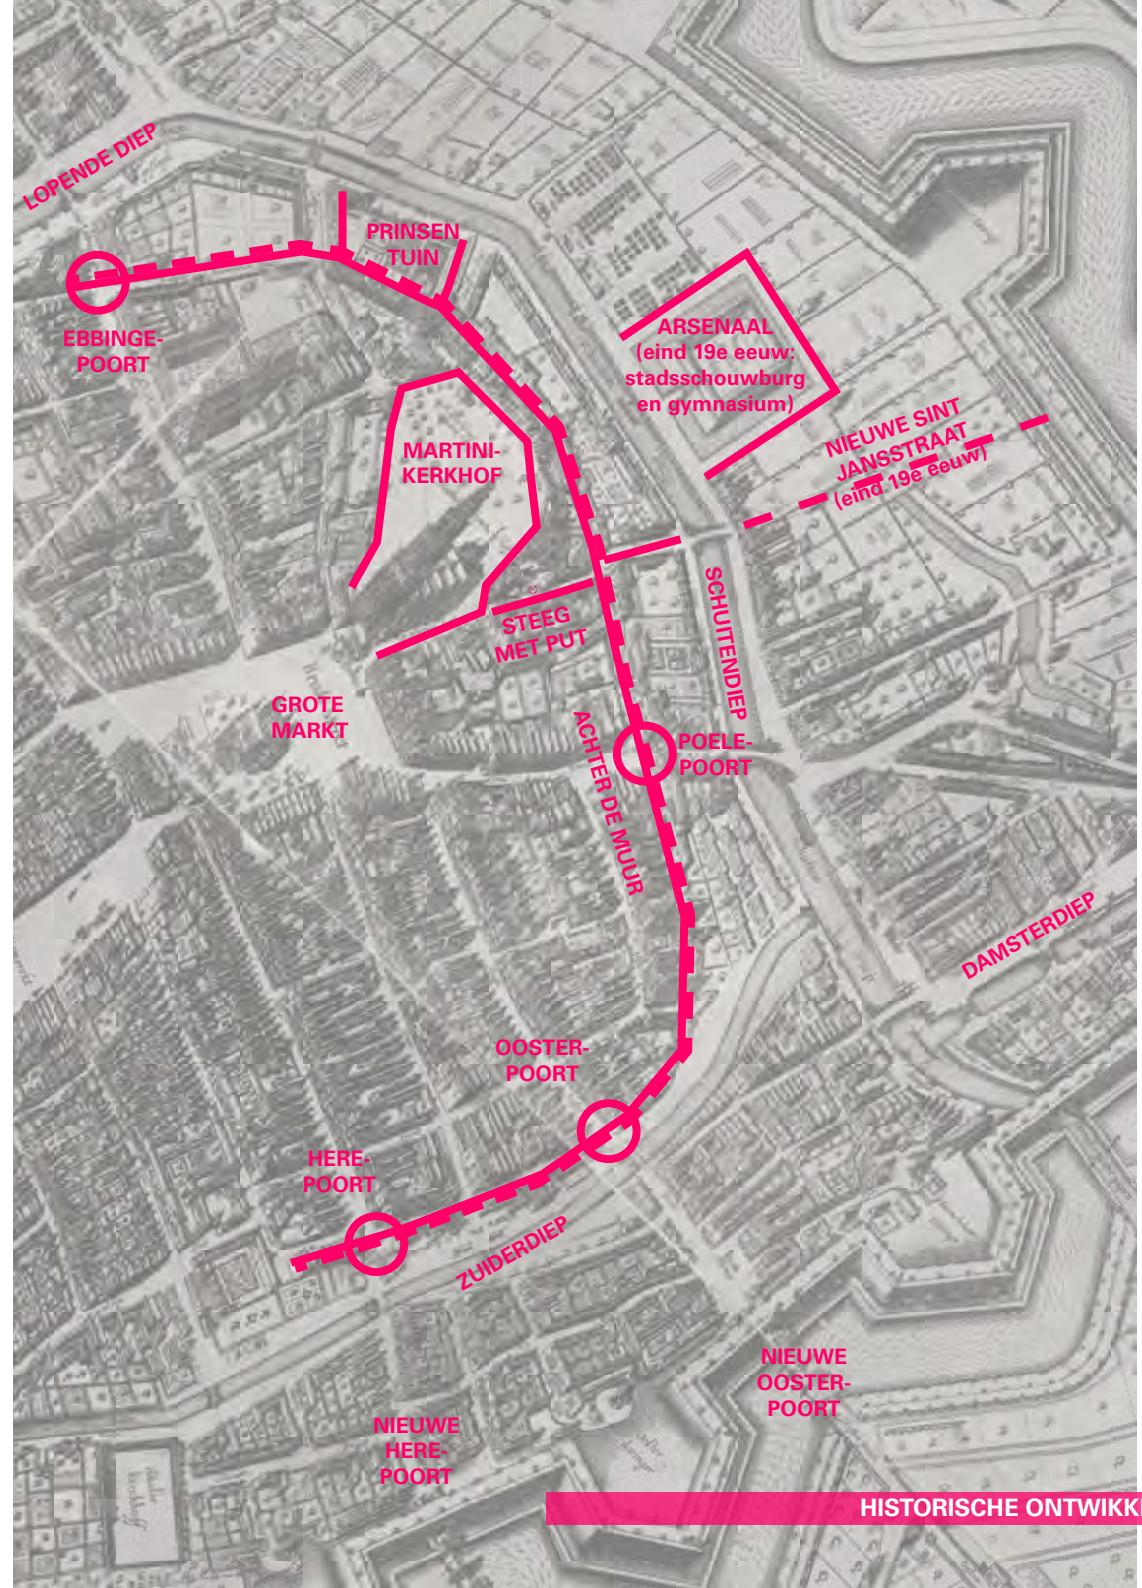 LOPENDE DIEP
PRINSEN
TUIN
EBBINGE-
POORT
ARSENAAL
(eind 19e eeuw:
stadsschouwburg
en gymnasium)
NIEUWE SINT
JANSSTRAAT
(eind 19e eeuw)
MARTINI-
KERKHOF
STEEG
MET PUT
SCHUITENDIEP
GROTE
MARKT
ACHTER DE MUUR
POELE-
POORT
DAMSTERDIEP
OOSTER-
POORT
HERE-
POORT
ZUIDERDIEP
NIEUWE
OOSTER-
POORT
NIEUWE
HERE-
POORT
HISTORISCHE ONTWIKK